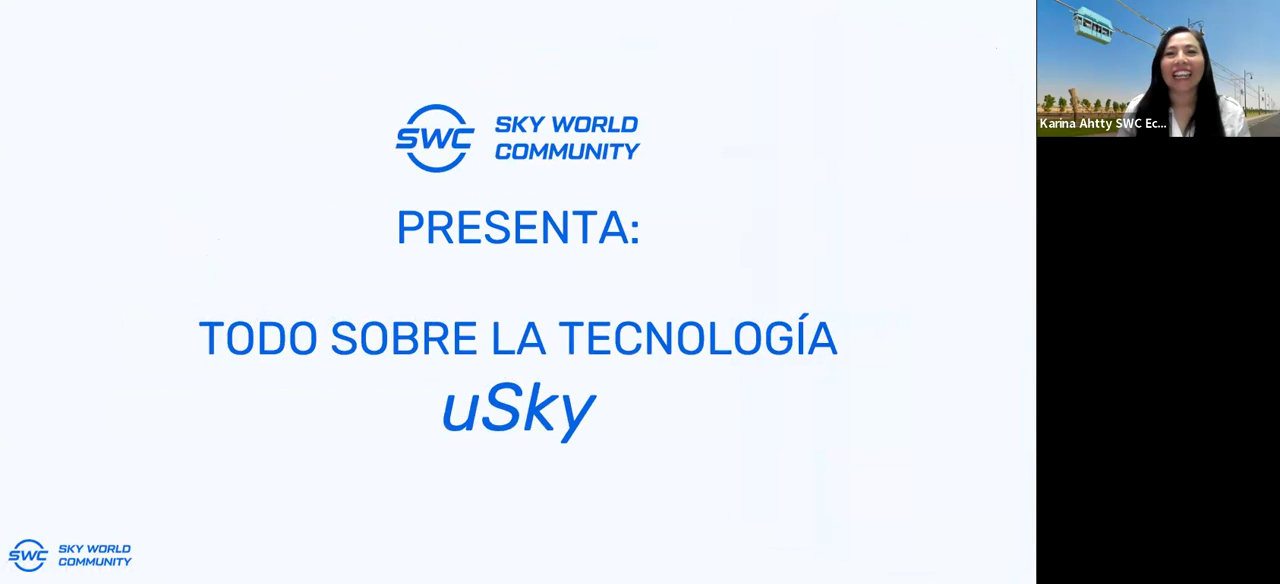 SWC SKY WORLD
COMMUNITY
PRESENTA:
TODO SOBRE LA TECNOLOGÍA
uSky
Karina Ahtty SWC Ec...
SWC SKY WORLD
COMMUNITY